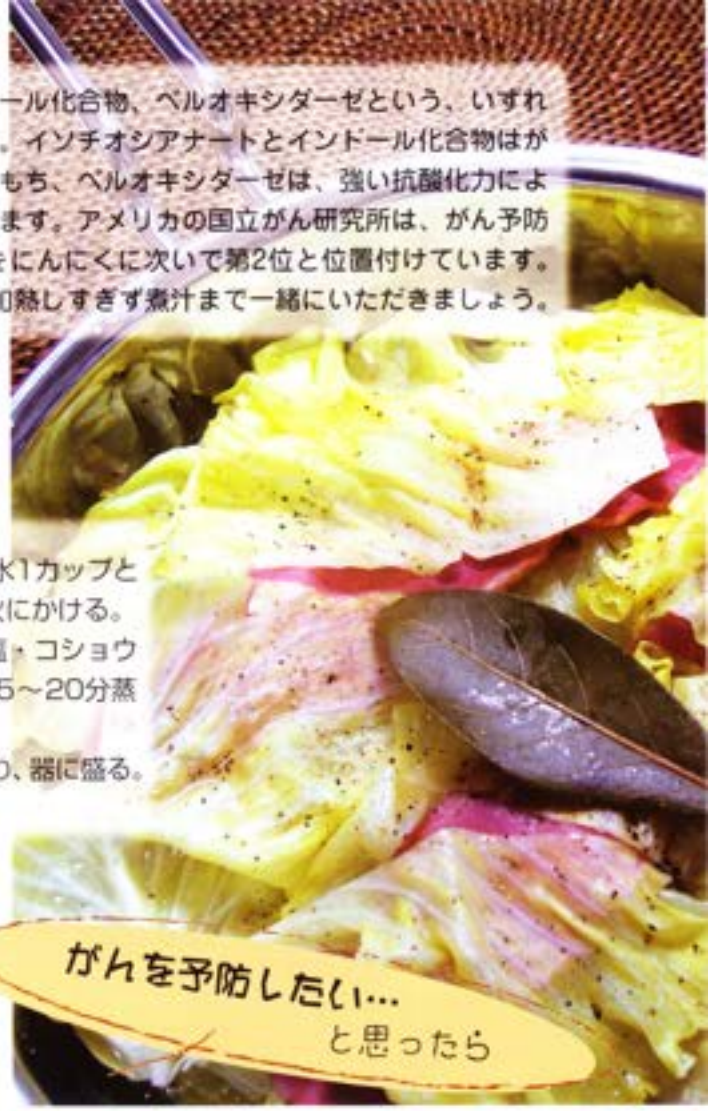 ール化合物、ペルオキシダーゼという、いずれ
。イソチオシアナートとインドール化合物はが
もち、ペルオキシダーゼは、強い抗酸化力によ
ます。アメリカの国立がん研究所は、がん予防
をにんにくに次いで第2位と位置付けています。
熱しすぎず煮汁まで一緒にいただきましょう。
水1カップと
火にかける。
塩・コショウ
5〜20分蒸
り、器に盛る。
がんを予防したい…
と思ったら